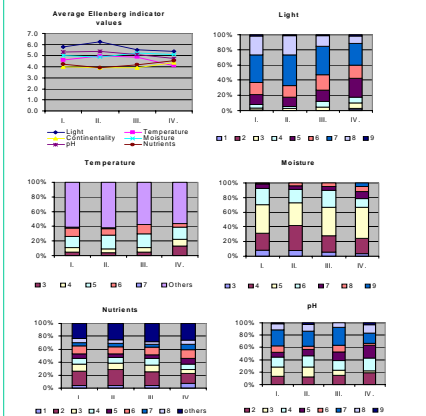 Average Ellenberg indicator
values
7.0
6.0
5.0
4.0
3.0
2.0
1.0
0.0
I. II. III. IV.
Light Temperature
Continentality Moisture
pH Nutrients
Light
100%
80%
60%
40%
20%
0%
I. II. III. IV.
1 2 3 4 5 6 7 8 9
Temperature
100%
80%
60%
40%
20%
0%
I. II. III. IV.
3 4 5 6 7 Others
Moisture
100%
80%
60%
40%
20%
0%
I. II. III. IV.
3 4 5 6 7 8 9
Nutrients
100%
80%
60%
40%
20%
0%
I II III IV
1 2 3 4 5 6 7 8 others
pH
100%
80%
60%
40%
20%
0%
I. II. III. IV.
2 3 4 5 6 7 8 9